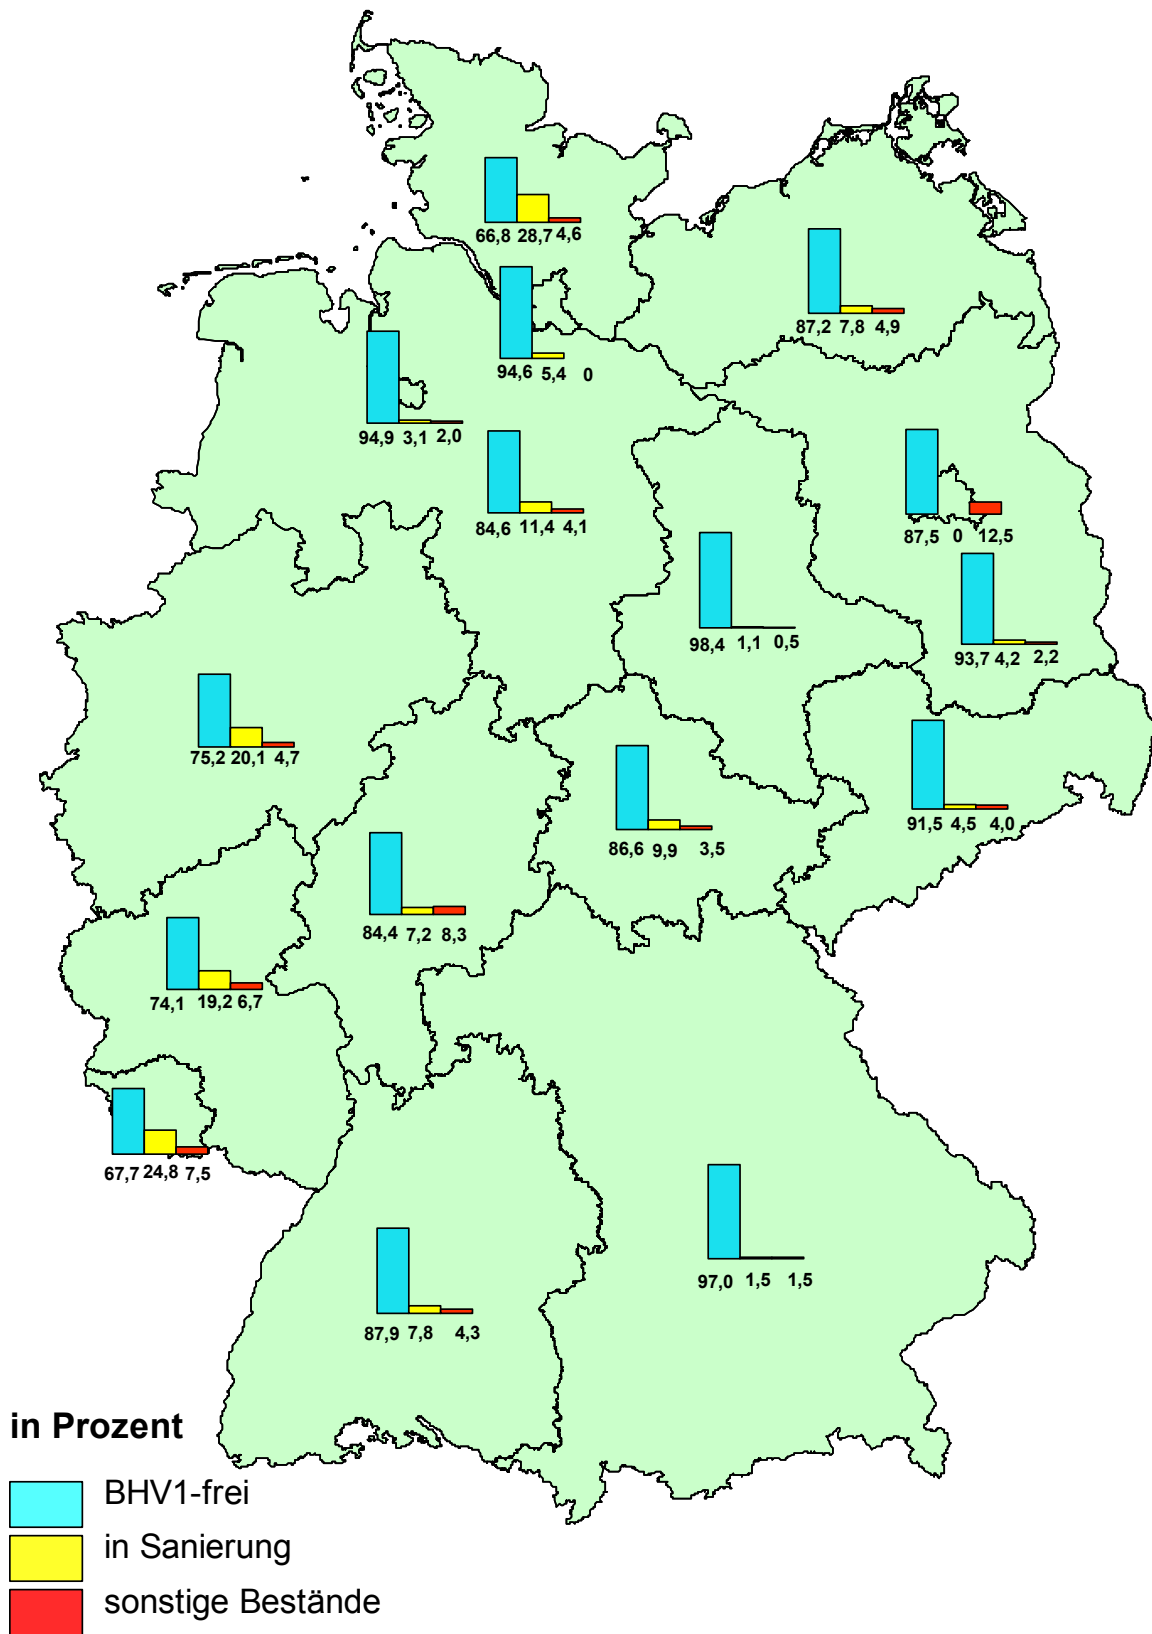 66,8 28,7 4,6
87,2 7,8 4,9
94,6 5,4 0
94,9 3,1 2,0
84,6 11,4 4,1
87,5 0 12,5
98,4 1,1 0,5
93,7 4,2 2,2
75,2 20,1 4,7
91,5 4,5 4,0
86,6 9,9 3,5
84,4 7,2 8,3
74,1 19,2 6,7
67,7 24,8 7,5
97,0 1,5 1,5
87,9 7,8 4,3
in Prozent
BHV1-frei
in Sanierung
sonstige Bestände